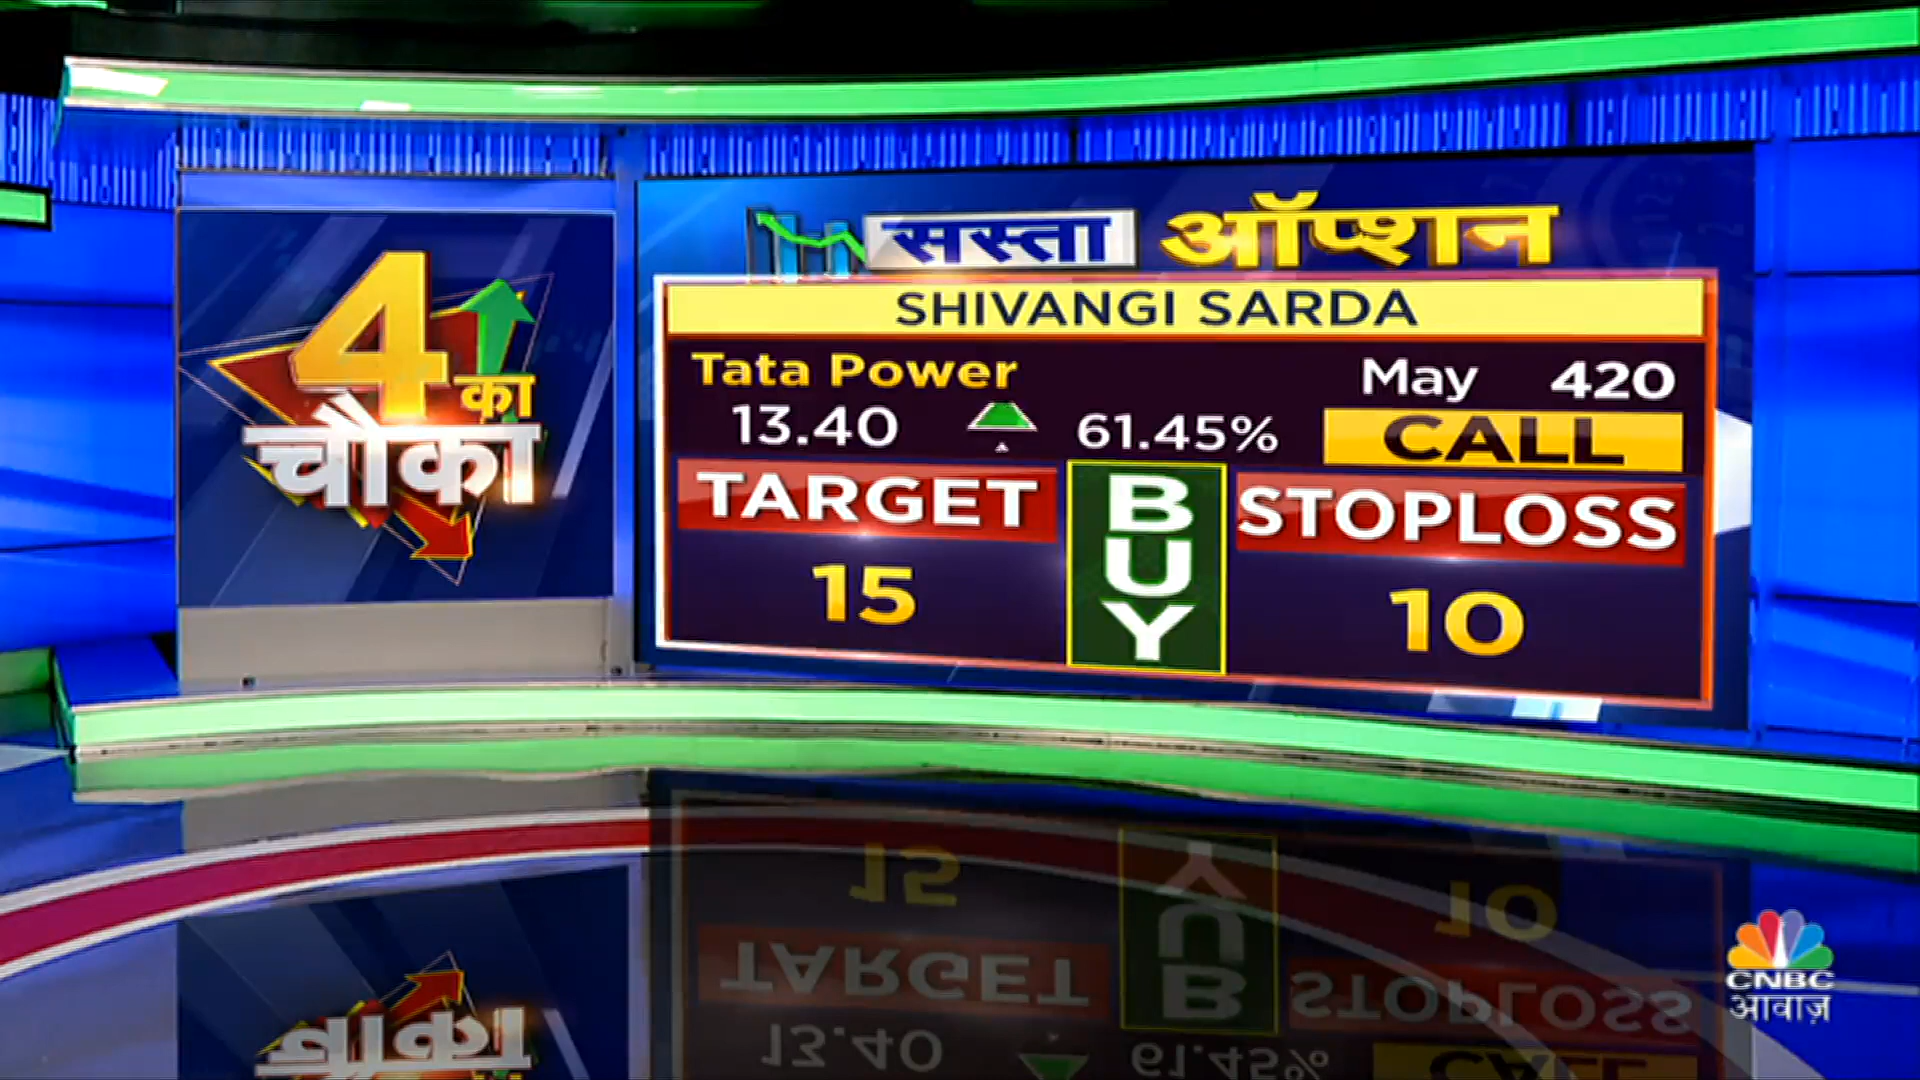 4 का
चौका
सस्ता ऑप्शन
SHIVANGI SARDA
Tata Power May 420
13.40 61.45% CALL
TARGET BUY STOPLOSS
15 10
CNBC
आवाज़